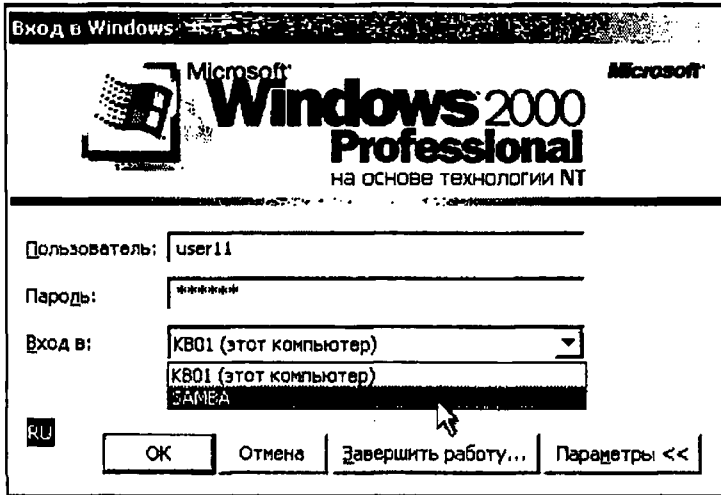 Вход в Windows
Microsoft
Microsoft
Windows 2000
Professional
на основе технологии NT
Пользователь: user11
Пароль: ******
Вход в: KB01 (этот компьютер)
KB01 (этот компьютер)
SAMBA
RU
OK Отмена Завершить работу... Параметры <<